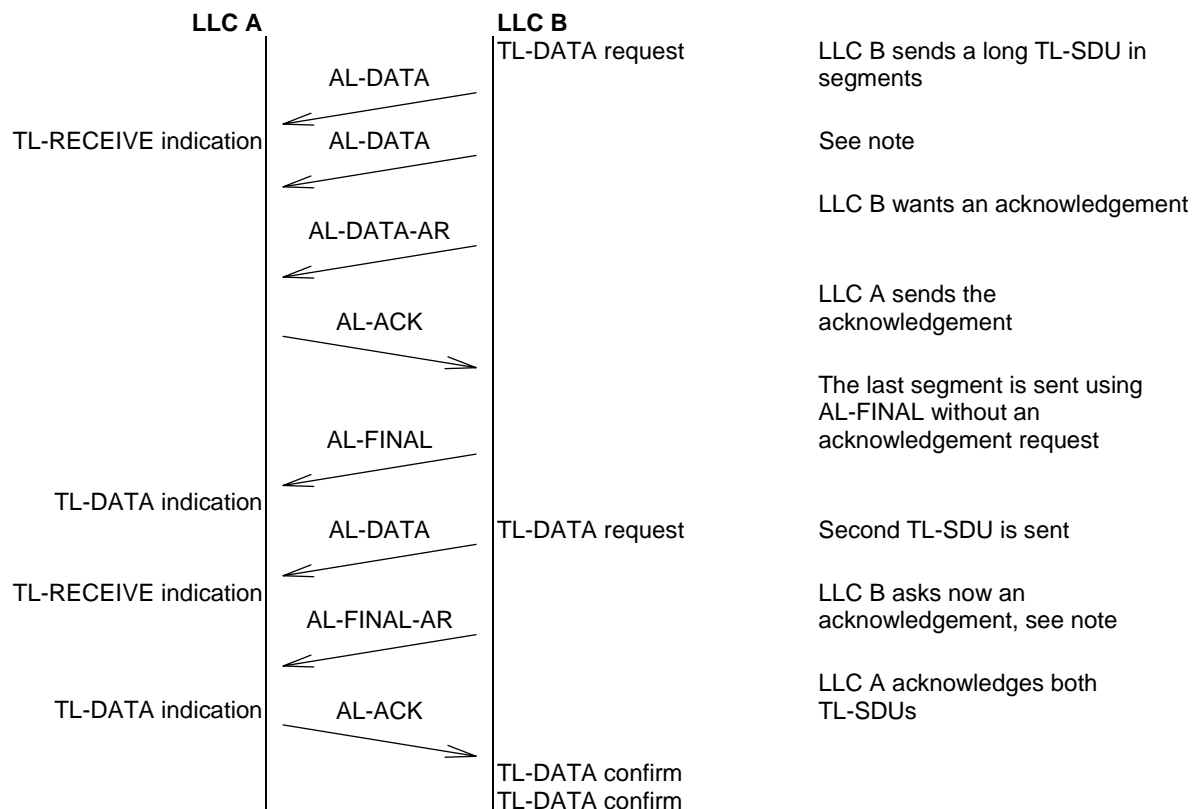 LLC A
LLC B
TL-DATA request
LLC B sends a long TL-SDU in
segments
AL-DATA
TL-RECEIVE indication
AL-DATA
See note
LLC B wants an acknowledgement
AL-DATA-AR
LLC A sends the
acknowledgement
AL-ACK
The last segment is sent using
AL-FINAL without an
acknowledgement request
AL-FINAL
TL-DATA indication
AL-DATA
TL-DATA request
Second TL-SDU is sent
TL-RECEIVE indication
LLC B asks now an
acknowledgement, see note
AL-FINAL-AR
LLC A acknowledges both
TL-SDUs
TL-DATA indication
AL-ACK
TL-DATA confirm
TL-DATA confirm